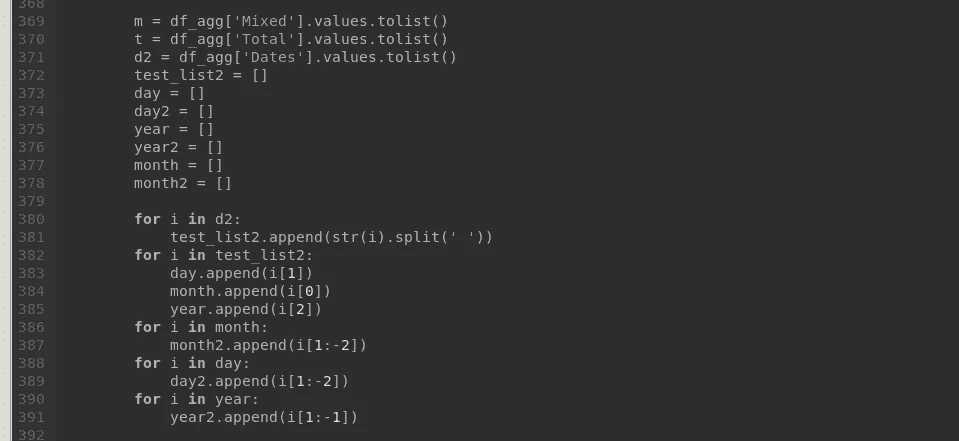 368
369 m = df_agg['Mixed'].values.tolist()
370 t = df_agg['Total'].values.tolist()
371 d2 = df_agg['Dates'].values.tolist()
372 test_list2 = []
373 day = []
374 day2 = []
375 year = []
376 year2 = []
377 month = []
378 month2 = []
379
380 for i in d2:
381 test_list2.append(str(i).split(' '))
382 for i in test_list2:
383 day.append(i[1])
384 month.append(i[0])
385 year.append(i[2])
386 for i in month:
387 month2.append(i[1:-2])
388 for i in day:
389 day2.append(i[1:-2])
390 for i in year:
391 year2.append(i[1:-1])
392